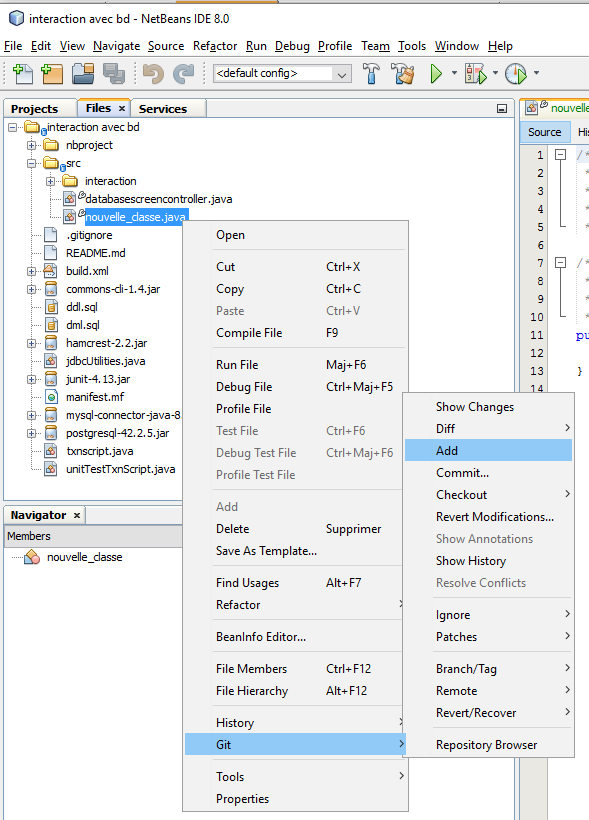 interaction avec bd - NetBeans IDE 8.0
File Edit View Navigate Source Refactor Run Debug Profile Team Tools Window Help
<default config>
Projects Files × Services
interaction avec bd
nbproject
src
interaction
databasescreencontroller.java
nouvelle_classe.java
.gitignore
README.md
build.xml
commons-cli-1.4.jar
ddl.sql
dml.sql
hamcrest-2.2.jar
jdbcUtilities.java
junit-4.13.jar
manifest.mf
mysql-connector-java-8
postgresql-42.2.5.jar
txnscript.java
unitTestTxnScript.java
Navigator ×
Members
nouvelle_classe
Open
Cut Ctrl+X
Copy Ctrl+C
Paste Ctrl+V
Compile File F9
Run File Maj+F6
Debug File Ctrl+Maj+F5
Profile File
Test File Ctrl+F6
Debug Test File Ctrl+Maj+F6
Profile Test File
Add
Delete Supprimer
Save As Template...
Find Usages Alt+F7
Refactor
BeanInfo Editor...
File Members Ctrl+F12
File Hierarchy Alt+F12
History
Git
Tools
Properties
Show Changes
Diff
Add
Commit...
Checkout
Revert Modifications...
Show Annotations
Show History
Resolve Conflicts
Ignore
Patches
Branch/Tag
Remote
Revert/Recover
Repository Browser
nouvelle
Source His
1 /*
2 *
3 *
4 *
5 *
6
7 /*
8 *
9 *
10 *
11 pu
12
13 }
14